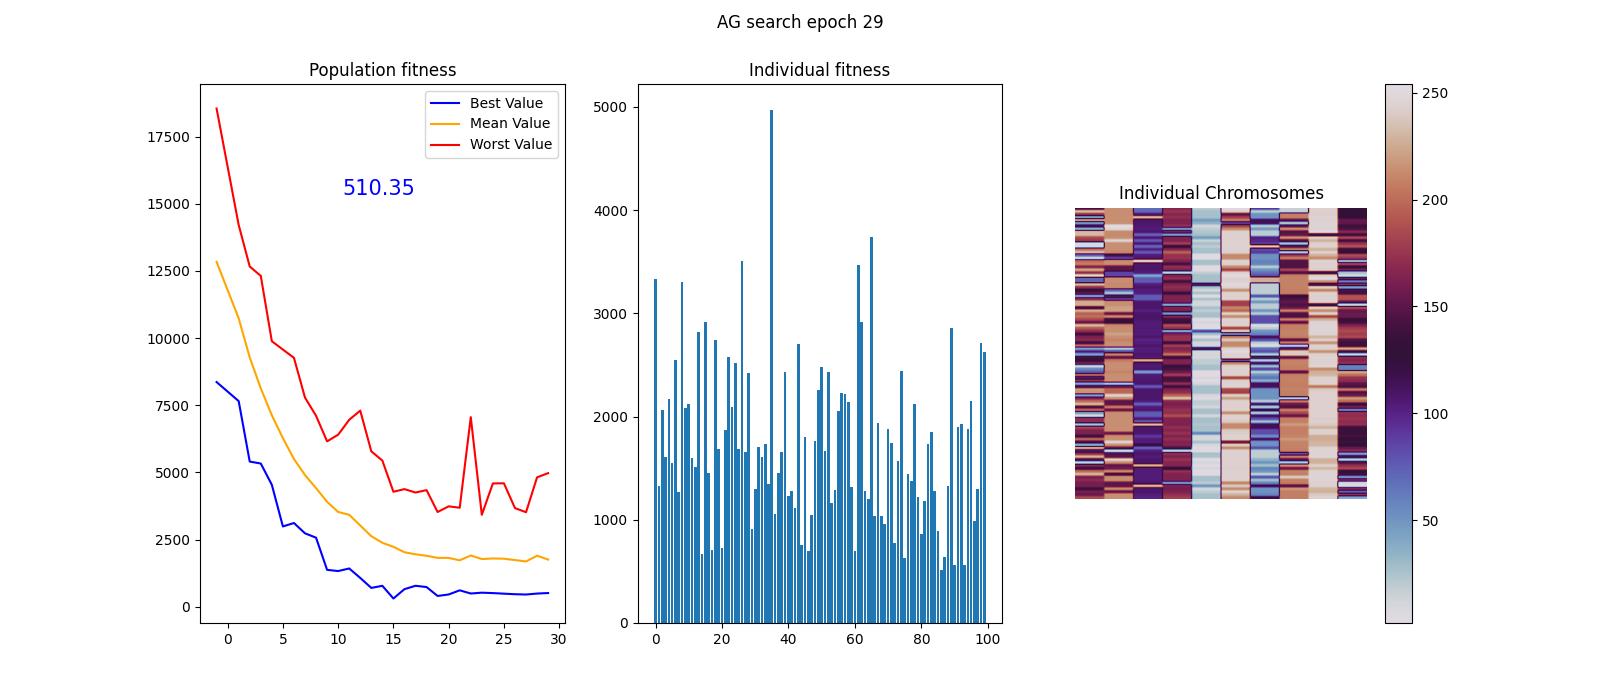 AG search epoch 29
Population fitness
Best Value
Mean Value
Worst Value
510.35
17500
15000
12500
10000
7500
5000
2500
0
0 5 10 15 20 25 30
Individual fitness
5000
4000
3000
2000
1000
0
0 20 40 60 80 100
Individual Chromosomes
250
200
150
100
50